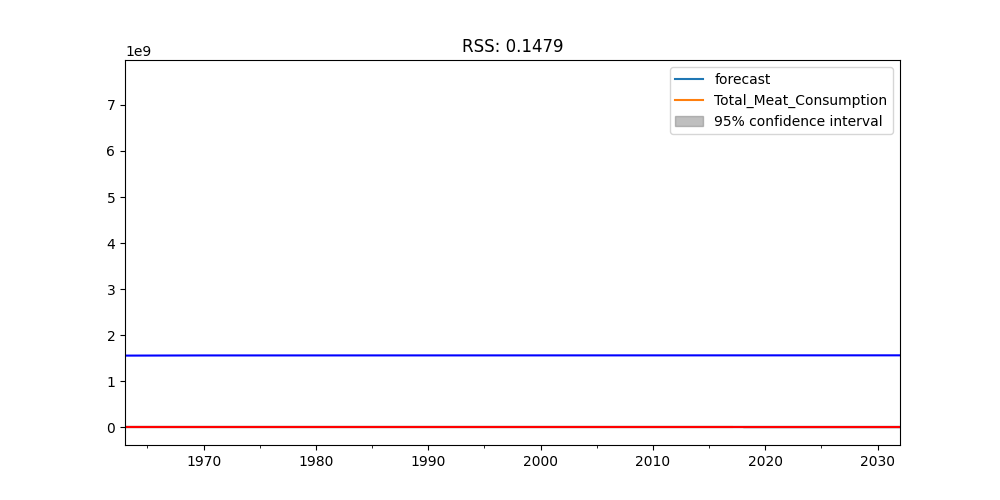 RSS: 0.1479
1e9
forecast
Total_Meat_Consumption
95% confidence interval
7
6
5
4
3
2
1
0
1970 1980 1990 2000 2010 2020 2030